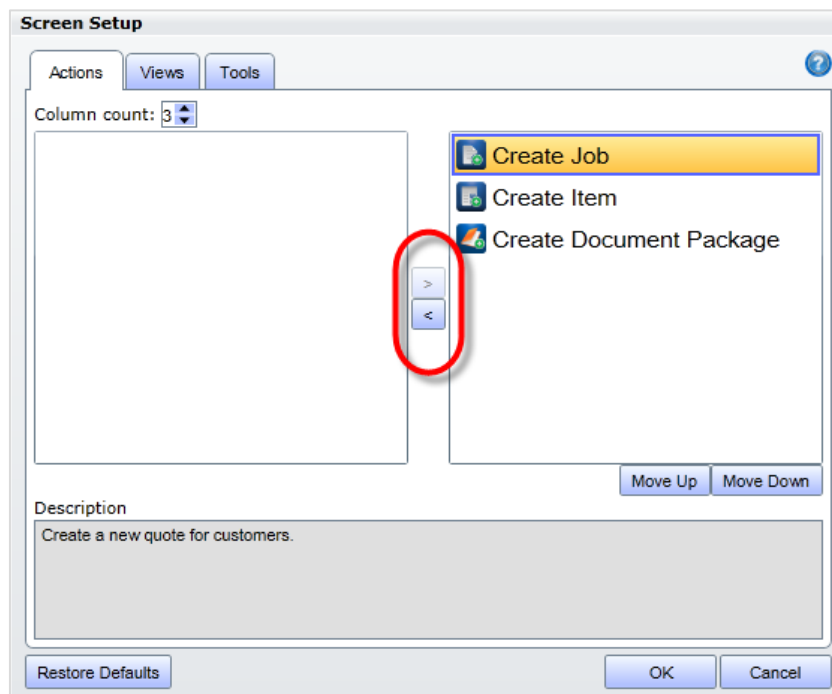 Screen Setup
Actions Views Tools ?
Column count: 3
Create Job
Create Item
Create Document Package
>
<
Move Up Move Down
Description
Create a new quote for customers.
Restore Defaults OK Cancel